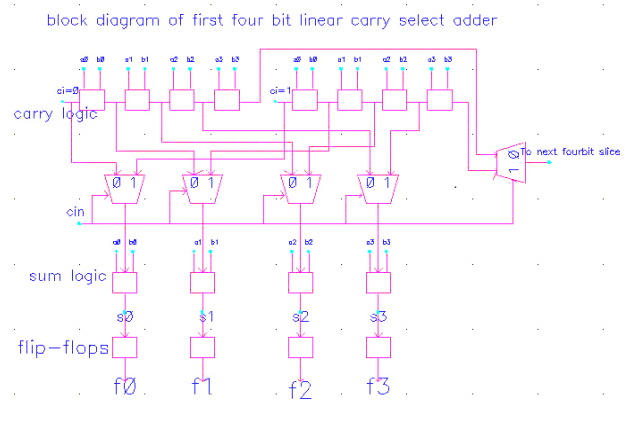 block diagram of first four bit linear carry select adder
a0 b0 a1 b1 a2 b2 a3 b3 a0 b0 a1 b1 a2 b2 a3 b3
ci=0 ci=1
carry logic
To next fourbit slice
1 0
0 1 0 1 0 1 0 1
cin
a0 b0 a1 b1 a2 b2 a3 b3
sum logic
s0 s1 s2 s3
flip-flops
f0 f1 f2 f3